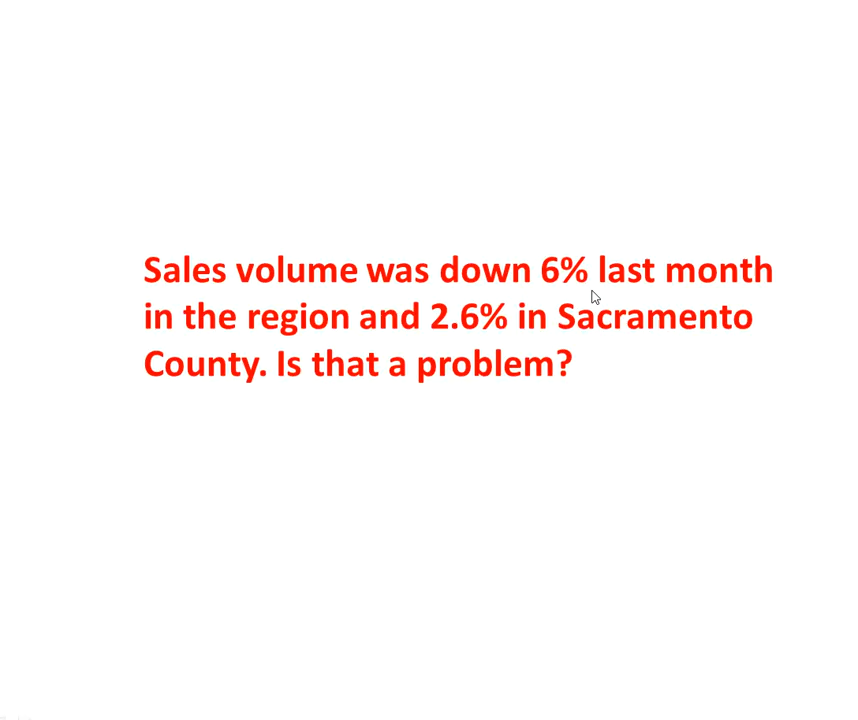 Sales volume was down 6% last month
in the region and 2.6% in Sacramento
County. Is that a problem?